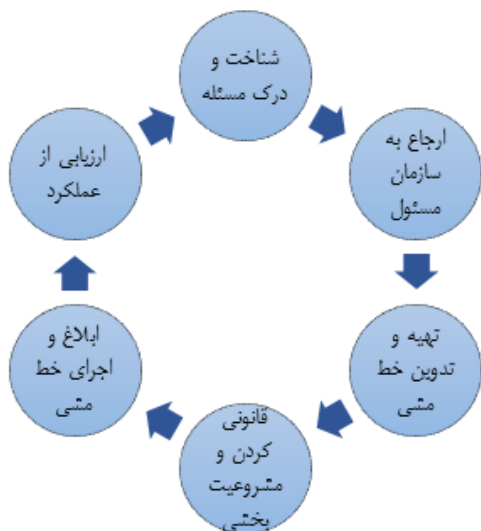 شناخت و
درک مسئله
ارجاع به
سازمان
مسئول
تهیه و
تدوین خط
مشی
قانونی
کردن و
مشروعیت
بخشی
ابلاغ و
اجرای خط
مشی
ارزیابی از
عملکرد